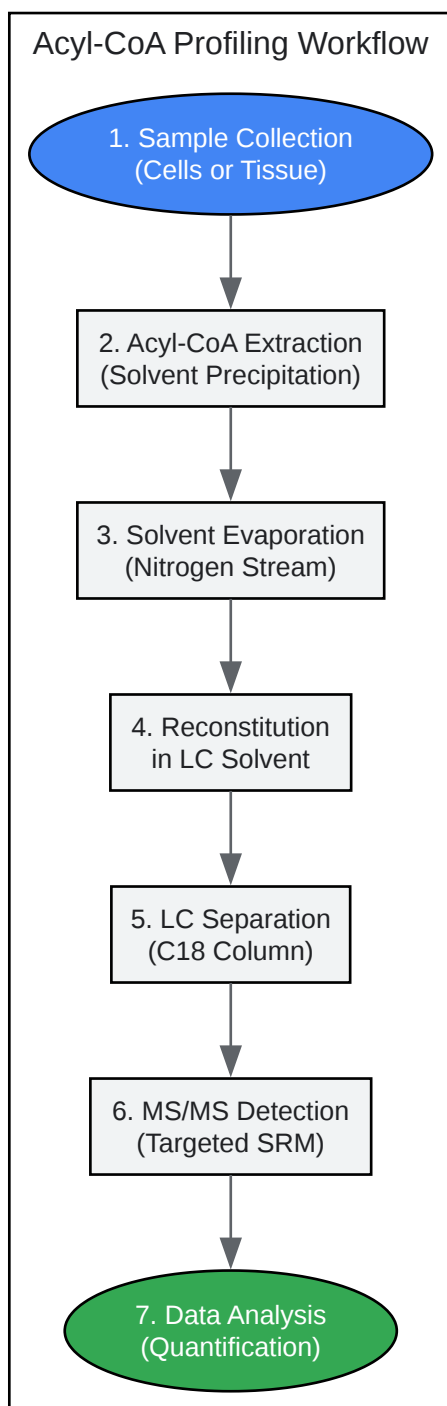 Acyl-CoA Profiling Workflow
1. Sample Collection
(Cells or Tissue)
2. Acyl-CoA Extraction
(Solvent Precipitation)
3. Solvent Evaporation
(Nitrogen Stream)
4. Reconstitution
in LC Solvent
5. LC Separation
(C18 Column)
6. MS/MS Detection
(Targeted SRM)
7. Data Analysis
(Quantification)